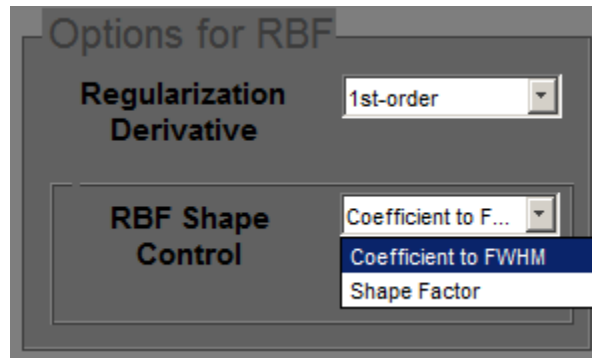 Options for RBF
Regularization
Derivative
1st-order
RBF Shape
Control
Coefficient to F...
Coefficient to FWHM
Shape Factor